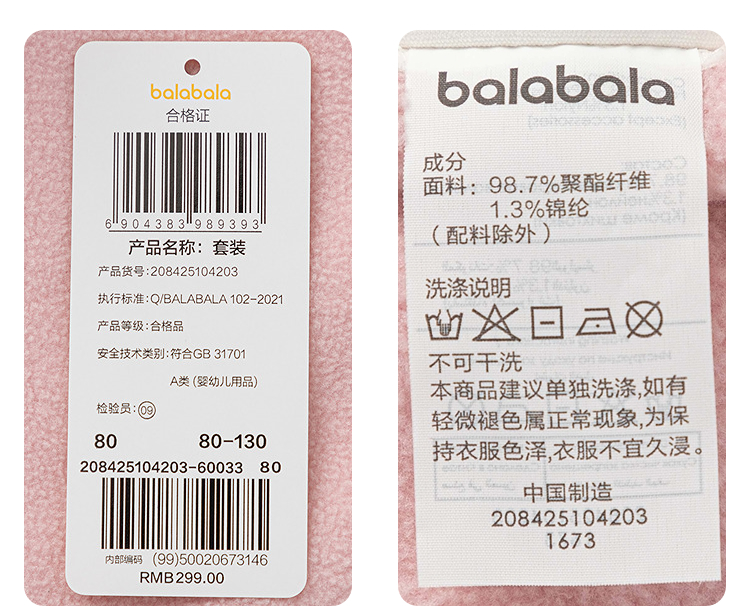 balabala
合格证
6 904383 989393
产品名称：套装
产品货号:208425104203
执行标准:Q/BALABALA 102-2021
产品等级:合格品
安全技术类别:符合GB 31701
A类 (婴幼儿用品)
检验员:09
80 80-130
208425104203-60033 80
内部编码 (99)50020673146
RMB299.00
balabala
成分
面料：98.7%聚酯纤维
1.3%锦纶
（配料除外）
洗涤说明
不可干洗
本商品建议单独洗涤,如有
轻微褪色属正常现象,为保
持衣服色泽,衣服不宜久浸。
中国制造
208425104203
1673